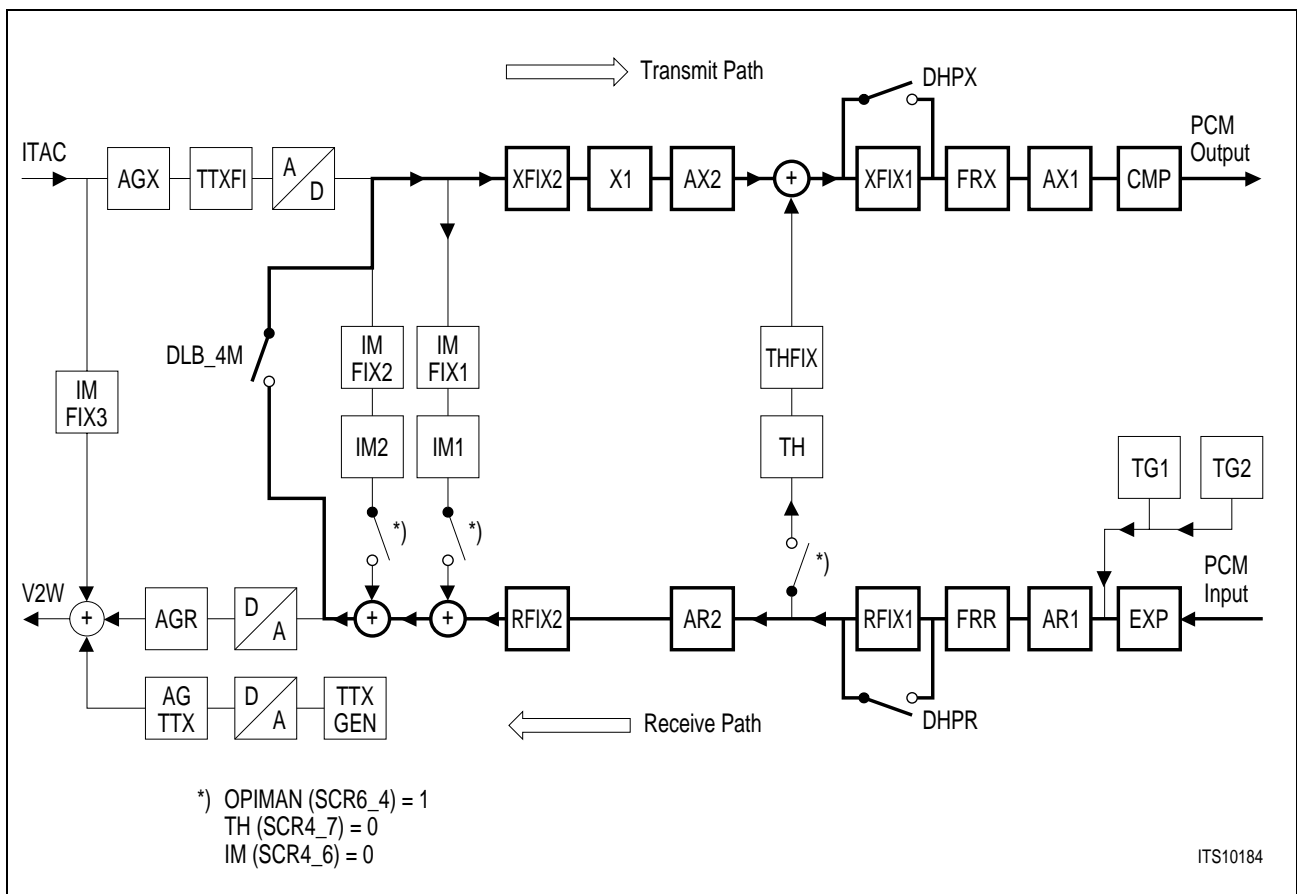 Transmit Path
DHPX
PCM
Output
ITAC
AGX
TTXFI
A
D
XFIX2
X1
AX2
+
XFIX1
FRX
AX1
CMP
DLB_4M
IM
FIX3
IM
FIX2
IM
FIX1
THFIX
IM2
IM1
TH
TG1
TG2
*)
*)
*)
PCM
Input
V2W
+
AGR
D
A
+
+
RFIX2
AR2
RFIX1
FRR
AR1
EXP
AG
TTX
D
A
TTX
GEN
Receive Path
DHPR
*) OPIMAN (SCR6_4) = 1
TH (SCR4_7) = 0
IM (SCR4_6) = 0
ITS10184